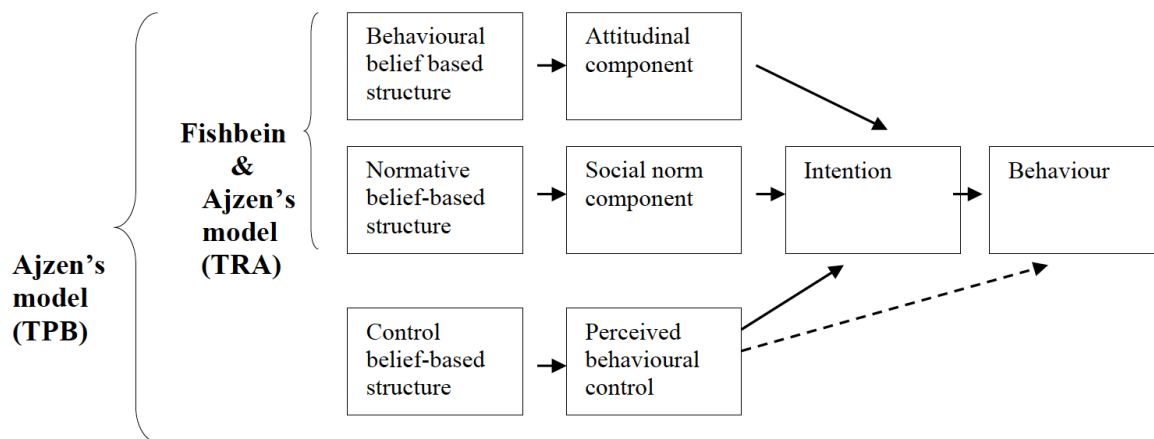 Behavioural
belief based
structure
Attitudinal
component
Fishbein
&
Ajzen's
model
(TRA)
Normative
belief-based
structure
Social norm
component
Intention
Behaviour
Ajzen's
model
(TPB)
Control
belief-based
structure
Perceived
behavioural
control